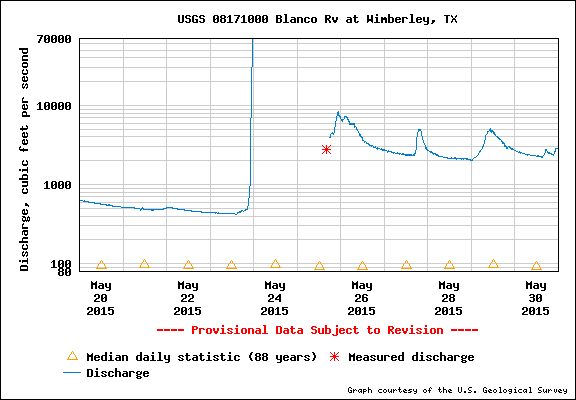 USGS 08171000 Blanco Rv at Wimberley, TX
Discharge, cubic feet per second
70000
10000
1000
100
80
May 20 2015
May 22 2015
May 24 2015
May 26 2015
May 28 2015
May 30 2015
---- Provisional Data Subject to Revision ----
Median daily statistic (88 years)
Measured discharge
Discharge
Graph courtesy of the U.S. Geological Survey